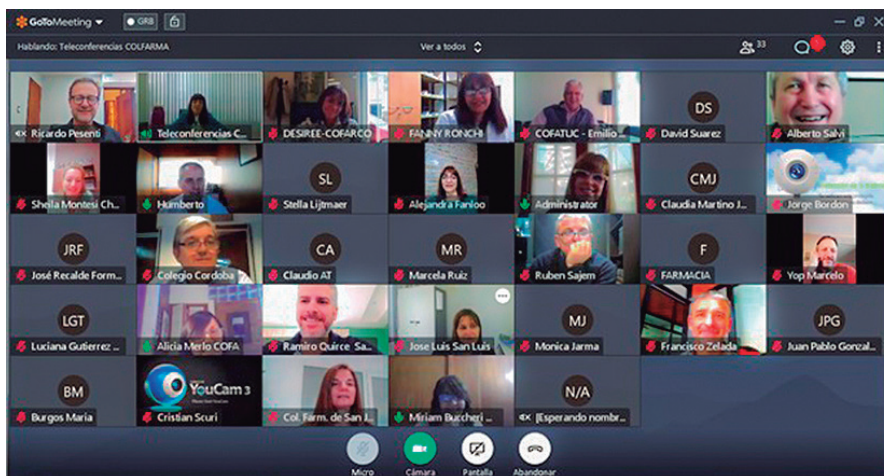 GoToMeeting
GRB
Hablando: Teleconferencias COLFARMA
Ver a todos
33
Ricardo Pesenti
Teleconferencias C...
DESIREE-COFARCO
FANNY RONCHI
COFATUC - Emilio ...
DS
David Suarez
Alberto Salvi
Sheila Montesi Ch...
Humberto
SL
Stella Lijtmaer
Alejandra Fanloo
Administrator
CMJ
Claudia Martino J...
Jorge Bordon
JRF
José Recalde Form...
Colegio Cordoba
CA
Claudio AT
MR
Marcela Ruiz
Ruben Sajem
F
FARMACIA
Yop Marcelo
LGT
Luciana Gutierrez ...
Alicia Merlo COFA
Ramiro Quirce Sa...
Jose Luis San Luis
MJ
Monica Jarma
Francisco Zelada
JPG
Juan Pablo Gonzal...
BM
Burgos Maria
YouCam 3
Cristian Scuri
Col. Farm. de San J...
Miriam Buccheri ...
N/A
[Esperando nombr...
Micro
Cámara
Pantalla
Abandonar